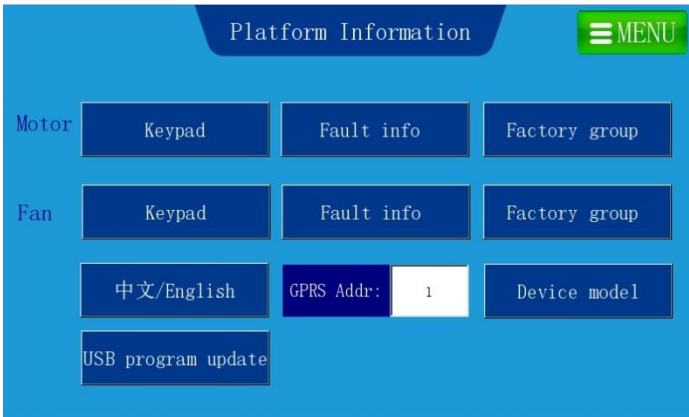 Platform Information
MENU
Motor Keypad Fault info Factory group
Fan Keypad Fault info Factory group
中文/English GPRS Addr: 1 Device model
USB program update